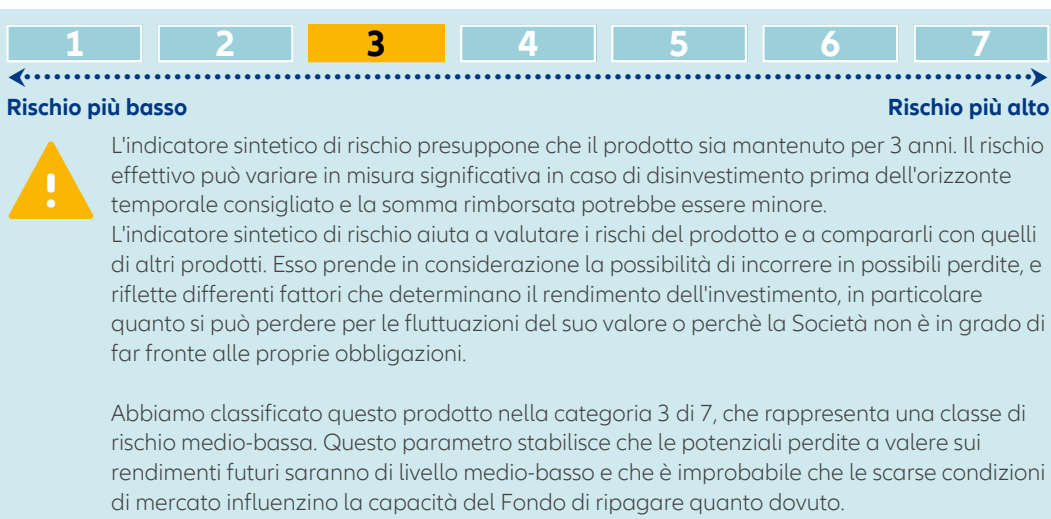 1 2 3 4 5 6 7
Rischio più basso Rischio più alto
L'indicatore sintetico di rischio presuppone che il prodotto sia mantenuto per 3 anni. Il rischio
effettivo può variare in misura significativa in caso di disinvestimento prima dell'orizzonte
temporale consigliato e la somma rimborsata potrebbe essere minore.
L'indicatore sintetico di rischio aiuta a valutare i rischi del prodotto e a compararli con quelli
di altri prodotti. Esso prende in considerazione la possibilità di incorrere in possibili perdite, e
riflette differenti fattori che determinano il rendimento dell'investimento, in particolare
quanto si può perdere per le fluttuazioni del suo valore o perchè la Società non è in grado di
far fronte alle proprie obbligazioni.
Abbiamo classificato questo prodotto nella categoria 3 di 7, che rappresenta una classe di
rischio medio-bassa. Questo parametro stabilisce che le potenziali perdite a valere sui
rendimenti futuri saranno di livello medio-basso e che è improbabile che le scarse condizioni
di mercato influenzino la capacità del Fondo di ripagare quanto dovuto.